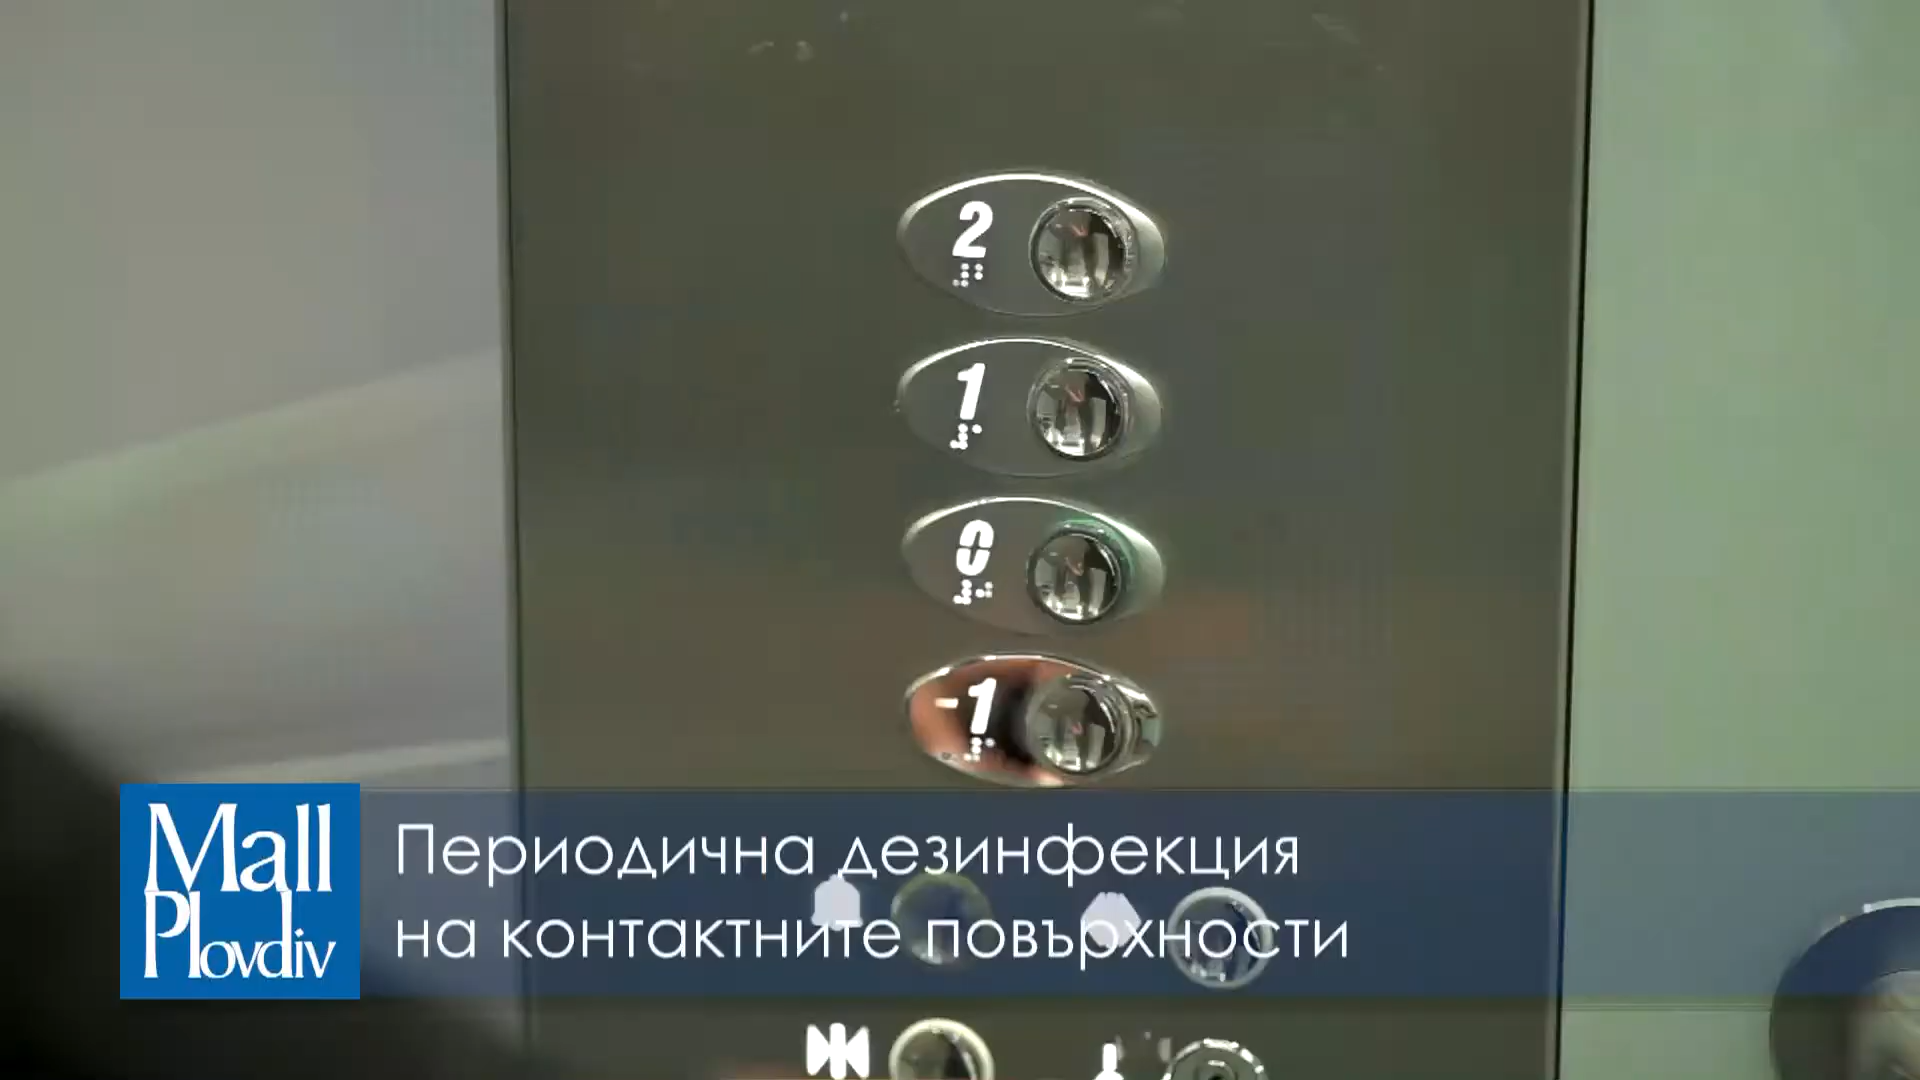 2
1
0
-1
Mall
Plovdiv
Периодична дезинфекция
на контактните повърхности